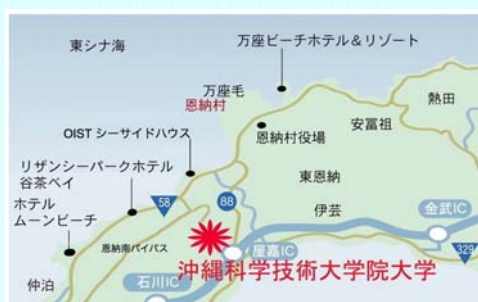 東シナ海
万座ビーチホテル＆リゾート
万座毛
恩納村
熱田
安冨祖
OIST シーサイドハウス
恩納村役場
リザンシーパークホテル
谷茶ベイ
東恩納
ホテル
ムーンビーチ
58
88
伊芸
金武IC
恩納南バイパス
屋嘉IC
329
沖縄科学技術大学院大学
仲泊
石川IC